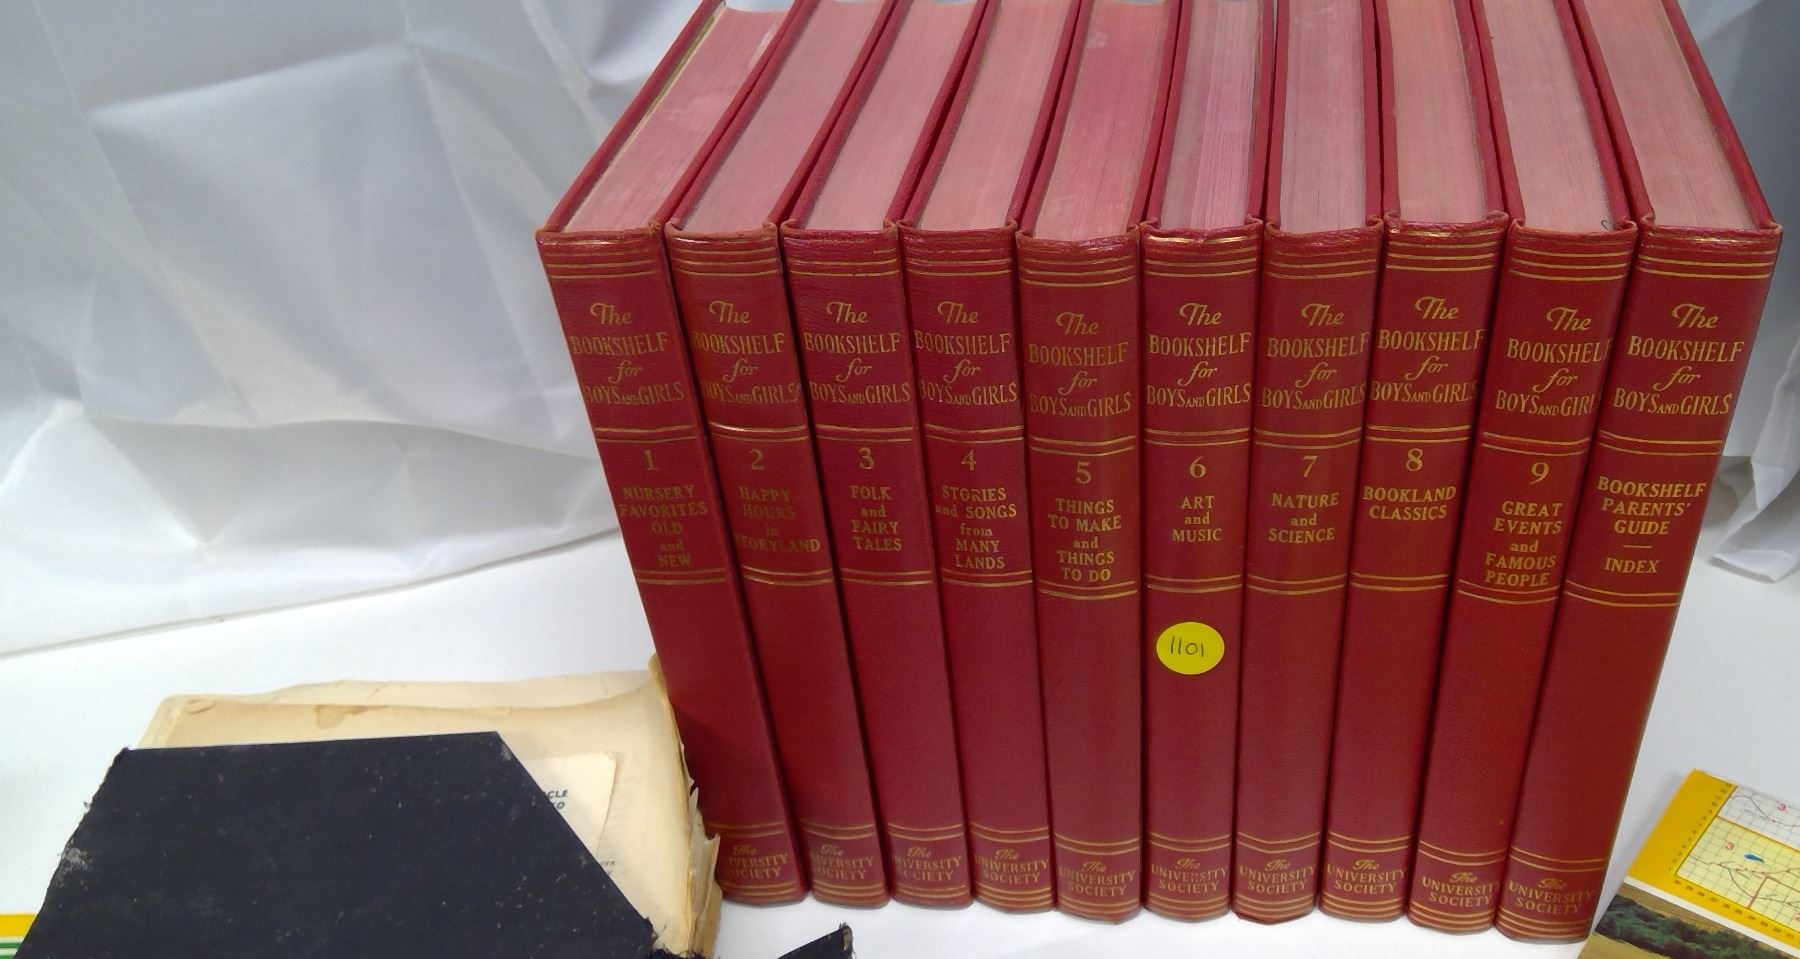 The
BOOKSHELF
for
BOYS AND GIRLS
1
NURSERY
FAVORITES
OLD
and
NEW
The
UNIVERSITY
SOCIETY
The
BOOKSHELF
for
BOYS AND GIRLS
2
HAPPY
HOURS
in
STORYLAND
The
UNIVERSITY
SOCIETY
The
BOOKSHELF
for
BOYS AND GIRLS
3
FOLK
and
FAIRY
TALES
The
UNIVERSITY
SOCIETY
The
BOOKSHELF
for
BOYS AND GIRLS
4
STORIES
and SONGS
from
MANY
LANDS
The
UNIVERSITY
SOCIETY
The
BOOKSHELF
for
BOYS AND GIRLS
5
THINGS
TO MAKE
and
THINGS
TO DO
The
UNIVERSITY
SOCIETY
The
BOOKSHELF
for
BOYS AND GIRLS
6
ART
and
MUSIC
1101
The
UNIVERSITY
SOCIETY
The
BOOKSHELF
for
BOYS AND GIRLS
7
NATURE
and
SCIENCE
The
UNIVERSITY
SOCIETY
The
BOOKSHELF
for
BOYS AND GIRLS
8
BOOKLAND
CLASSICS
The
UNIVERSITY
SOCIETY
The
BOOKSHELF
for
BOYS AND GIRLS
9
GREAT
EVENTS
and
FAMOUS
PEOPLE
The
UNIVERSITY
SOCIETY
The
BOOKSHELF
for
BOYS AND GIRLS
BOOKSHELF
PARENTS'
GUIDE
INDEX
The
UNIVERSITY
SOCIETY